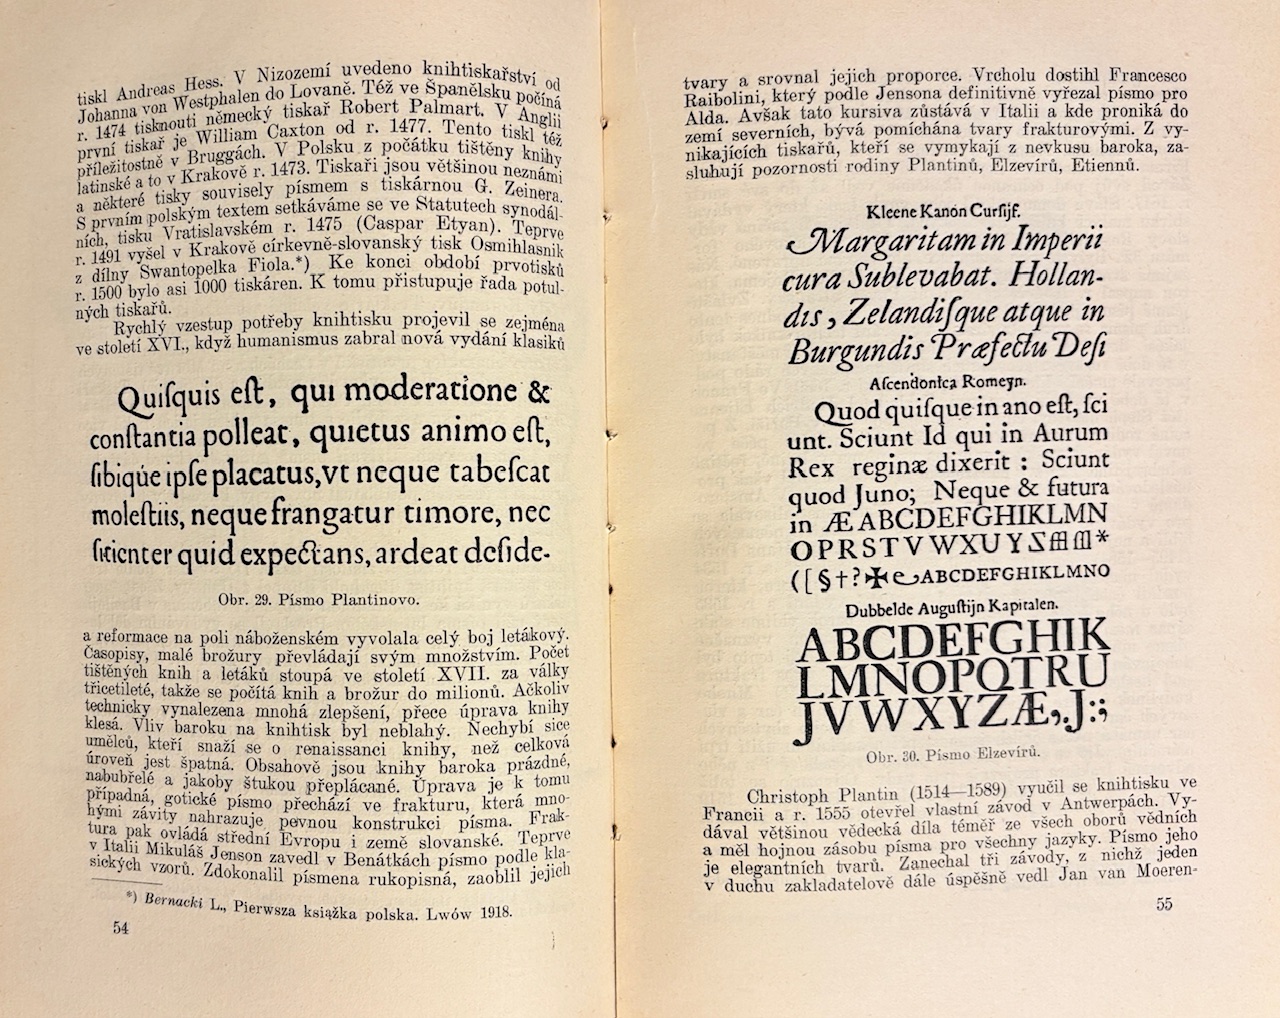 tiskl Andreas Hess. V Nizozemí uvedeno knihtiskařství od
Johanna von Westphalen do Lovaně. Též ve Španělsku počíná
r. 1474 tisknouti německý tiskař Robert Palmart. V Anglii
první tiskař je William Caxton od r. 1477. Tento tiskl též
příležitostně v Bruggách. V Polsku z počátku tištěny knihy
latinské a to v Krakově r. 1473. Tiskaři jsou většinou neznámi
a některé tisky souvisely písmem s tiskárnou G. Zeinera.
S prvním polským textem setkáváme se ve Statutech synodál-
ních, tisku Vratislavském r. 1475 (Caspar Etyan). Teprve
r. 1491 vyšel v Krakově církevně-slovanský tisk Osmihlasnik
z dílny Swantopelka Fiola.*) Ke konci období prvotisků
r. 1500 bylo asi 1000 tiskáren. K tomu přistupuje řada potul-
ných tiskařů.
Rychlý vzestup potřeby knihtisku projevil se zejména
ve století XVI., když humanismus zabral nová vydání klasiků
Quiſquis eſt, qui moderatione &
conſtantia polleat, quietus animo eſt,
ſibiqúe ipſe placatus, vt neque tabeſcat
moleſtiis, neque frangatur timore, nec
ſitienter quid expectans, ardeat deſide-
Obr. 29. Písmo Plantinovo.
a reformace na poli náboženském vyvolala celý boj letákový.
Časopisy, malé brožury převládají svým množstvím. Počet
tištěných knih a letáků stoupá ve století XVII. za války
třicetileté, takže se počítá knih a brožur do milionů. Ačkoliv
technicky vynalezena mnohá zlepšení, přece úprava knihy
klesá. Vliv baroku na knihtisk byl neblahý. Nechybí sice
umělců, kteří snaží se o renaissanci knihy, než celková
úroveň jest špatná. Obsahově jsou knihy baroka prázdné,
nabubřelé a jakoby štukou přeplácané. Úprava je k tomu
případná, gotické písmo přechází ve frakturu, která mno-
hými závity nahrazuje pevnou konstrukci písma. Frak-
tura pak ovládá střední Evropu i země slovanské. Teprve
v Italii Mikuláš Jenson zavedl v Benátkách písmo podle kla-
sických vzorů. Zdokonalil písmena rukopisná, zaoblil jejich
*) Bernacki L., Pierwsza książka polska. Lwów 1918.
54
tvary a srovnal jejich proporce. Vrcholu dostihl Francesco
Raibolini, který podle Jensona definitivně vyřezal písmo pro
Alda. Avšak tato kursiva zůstává v Italii a kde proniká do
zemí severních, bývá pomíchána tvary frakturovými. Z vy-
nikajících tiskařů, kteří se vymykají z nevkusu baroka, za-
sluhují pozornosti rodiny Plantinů, Elzevírů, Etiennů.
Kleene Kanon Curſijf.
Margaritam in Imperii
cura Sublevabat. Hollan-
dis, Zelandiſque atque in
Burgundis Præfectu Deſi
Aſcendonica Romeyn.
Quod quiſque in ano eſt, ſci
unt. Sciunt Id qui in Aurum
Rex reginæ dixerit : Sciunt
quod Juno; Neque & futura
in Æ ABCDEFGHIKLMN
OPRSTVWXUYZ *
([§†?✠ ABCDEFGHIKLMNO
Dubbelde Auguſtijn Kapitalen.
ABCDEFGHIK
LMNOPQTRU
JVWXYZÆ,.J:;
Obr. 30. Písmo Elzevírů.
Christoph Plantin (1514—1589) vyučil se knihtisku ve
Francii a r. 1555 otevřel vlastní závod v Antwerpách. Vy-
dával většinou vědecká díla téměř ze všech oborů vědních
a měl hojnou zásobu písma pro všechny jazyky. Písmo jeho
je elegantních tvarů. Zanechal tři závody, z nichž jeden
v duchu zakladatelově dále úspěšně vedl Jan van Moeren-
55